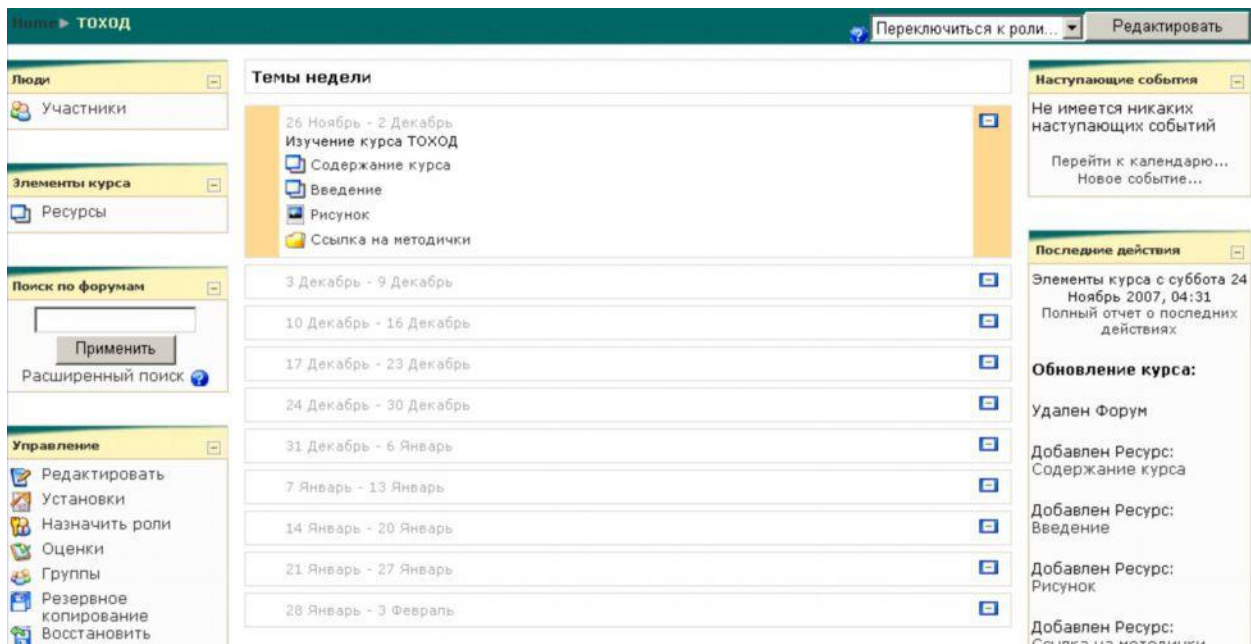 Home ► ТОХОД
Переключиться к роли...
Редактировать
Люди
Участники
Элементы курса
Ресурсы
Поиск по форумам
Применить
Расширенный поиск
Управление
Редактировать
Установки
Назначить роли
Оценки
Группы
Резервное
копирование
Восстановить
Темы недели
26 Ноябрь - 2 Декабрь
Изучение курса ТОХОД
Содержание курса
Введение
Рисунок
Ссылка на методички
3 Декабрь - 9 Декабрь
10 Декабрь - 16 Декабрь
17 Декабрь - 23 Декабрь
24 Декабрь - 30 Декабрь
31 Декабрь - 6 Январь
7 Январь - 13 Январь
14 Январь - 20 Январь
21 Январь - 27 Январь
28 Январь - 3 Февраль
Наступающие события
Не имеется никаких
наступающих событий
Перейти к календарю...
Новое событие...
Последние действия
Элементы курса с суббота 24
Ноябрь 2007, 04:31
Полный отчет о последних
действиях
Обновление курса:
Удален Форум
Добавлен Ресурс:
Содержание курса
Добавлен Ресурс:
Введение
Добавлен Ресурс:
Рисунок
Добавлен Ресурс:
Ссылка на методички